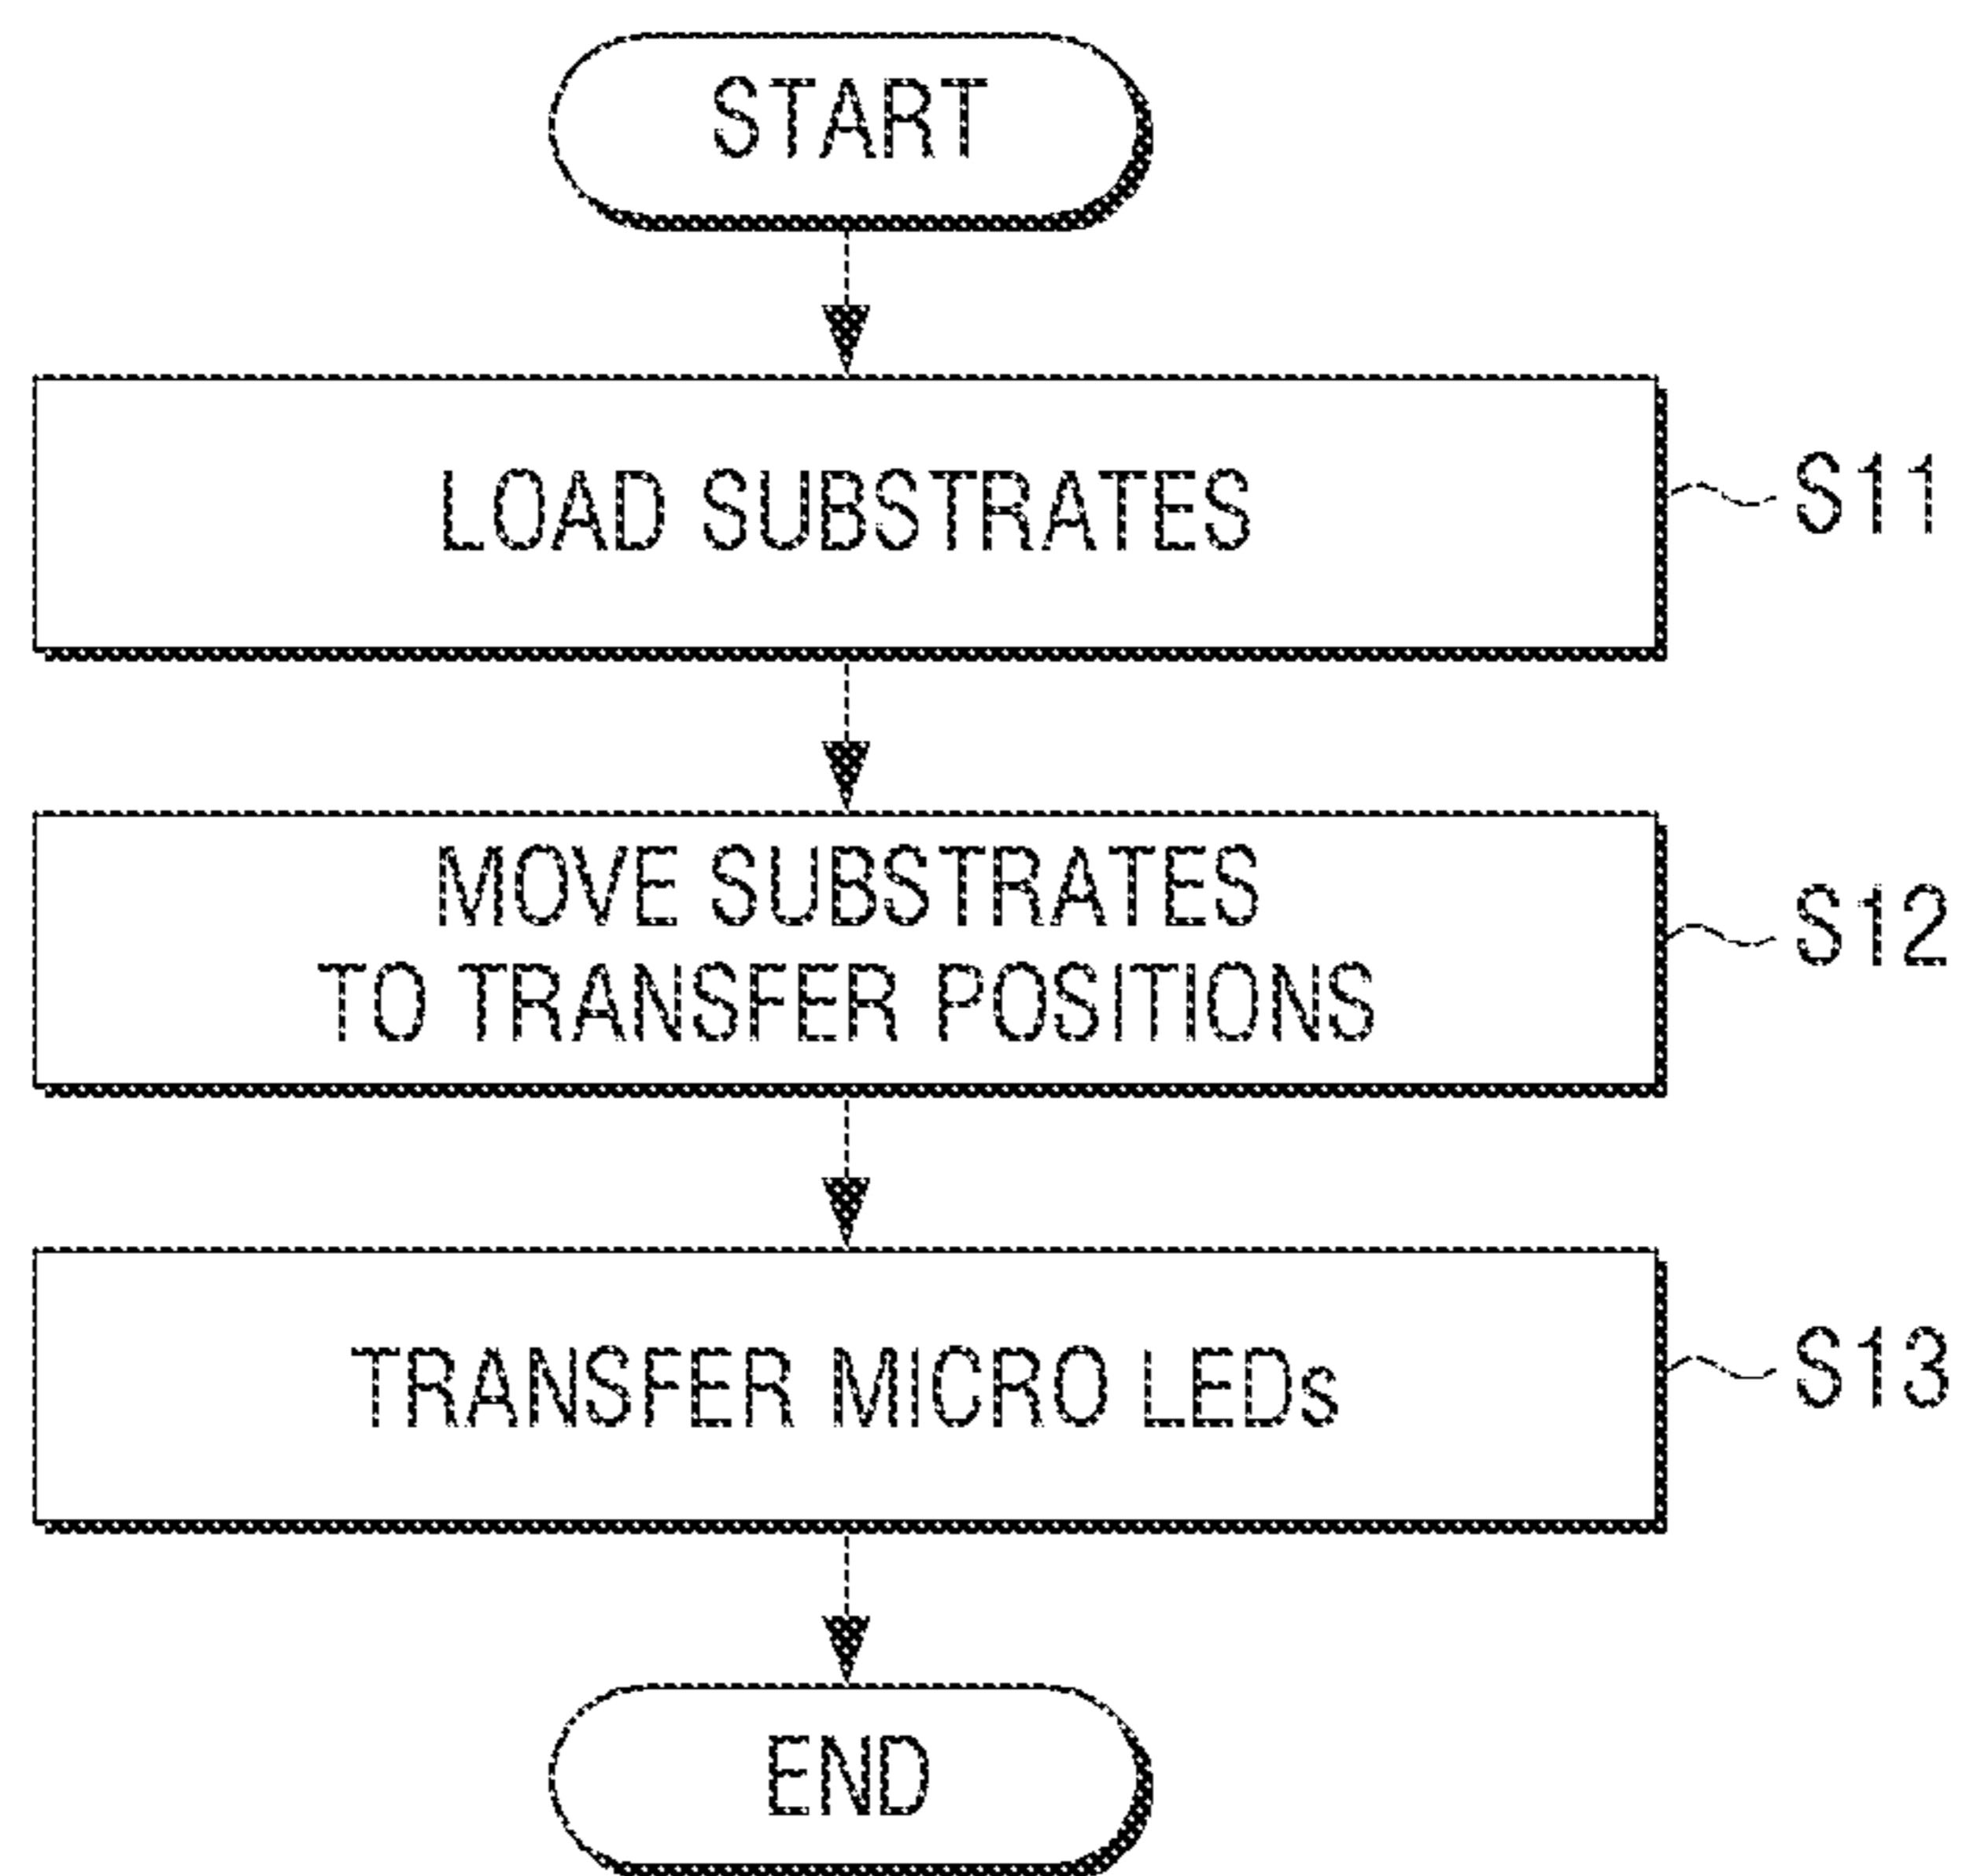 START
LOAD SUBSTRATES
S11
MOVE SUBSTRATES
TO TRANSFER POSITIONS
S12
TRANSFER MICRO LEDs
S13
END